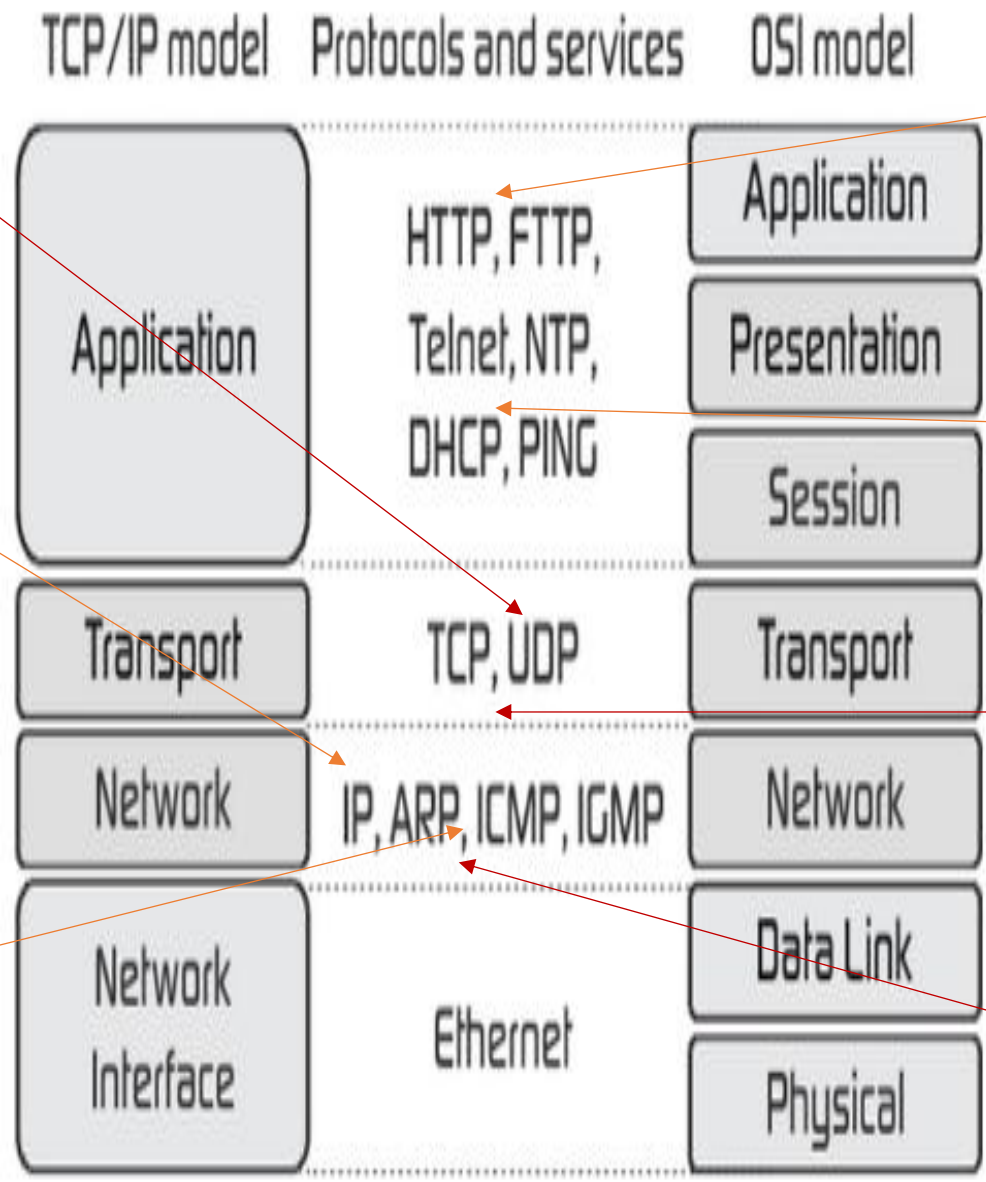 TCP/IP model Protocols and services OSI model
Application
HTTP, FTTP,
Telnet, NTP,
DHCP, PING
Application
Presentation
Session
Transport
TCP, UDP
Transport
Network
IP, ARP, ICMP, IGMP
Network
Network
Interface
Ethernet
Data Link
Physical